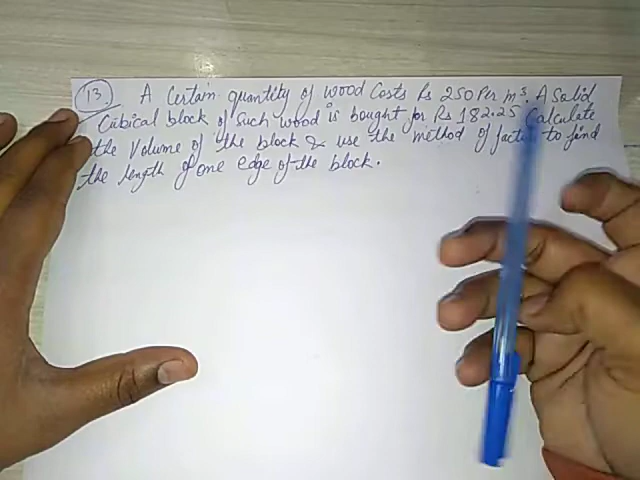 13. A Certain quantity of wood Costs Rs 250 Per m³. A Solid
Cubical block of Such wood is bought for Rs 182.25 Calculate
the Volume of the block & use the method of to find
the length of one edge of the block.